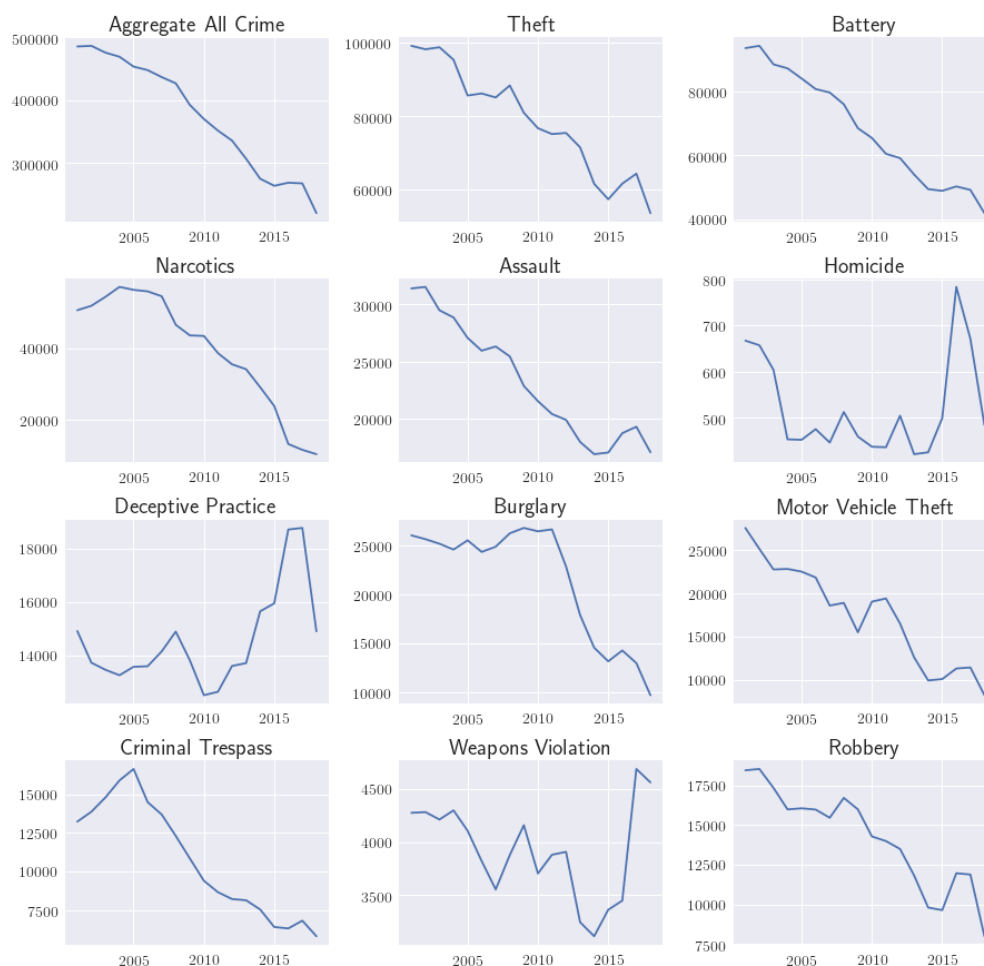 Aggregate All Crime
500000
400000
300000
2005 2010 2015
Theft
100000
80000
60000
2005 2010 2015
Battery
80000
60000
40000
2005 2010 2015
Narcotics
40000
20000
2005 2010 2015
Assault
30000
25000
20000
2005 2010 2015
Homicide
800
700
600
500
2005 2010 2015
Deceptive Practice
18000
16000
14000
2005 2010 2015
Burglary
25000
20000
15000
10000
2005 2010 2015
Motor Vehicle Theft
25000
20000
15000
10000
2005 2010 2015
Criminal Trespass
15000
12500
10000
7500
2005 2010 2015
Weapons Violation
4500
4000
3500
2005 2010 2015
Robbery
17500
15000
12500
10000
7500
2005 2010 2015